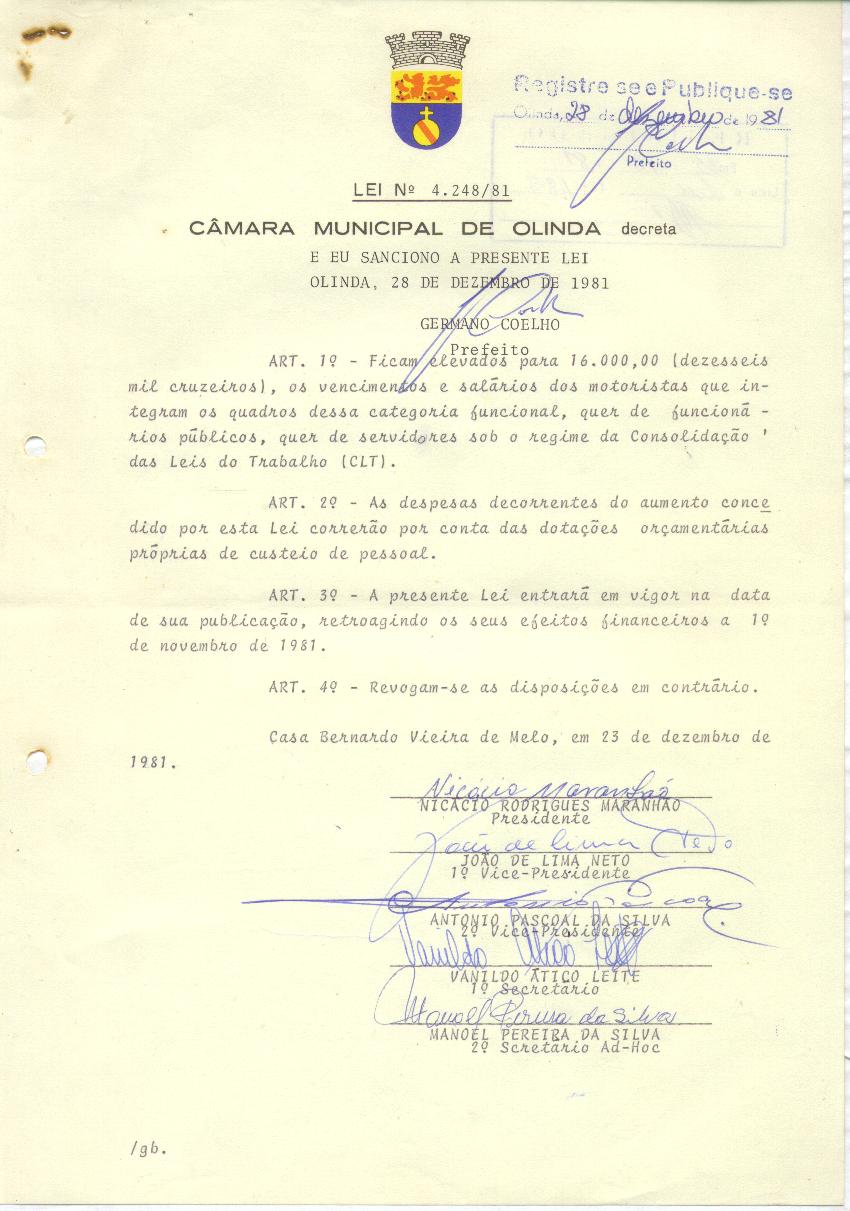 Registre se e Publique-se
Olinda, 28 de dezembro de 1981
Prefeito
LEI Nº 4.248/81
CÂMARA MUNICIPAL DE OLINDA decreta
E EU SANCIONO A PRESENTE LEI
OLINDA, 28 DE DEZEMBRO DE 1981
GERMANO COELHO
Prefeito
ART. 1º - Ficam elevados para 16.000,00 (dezesseis
mil cruzeiros), os vencimentos e salários dos motoristas que in-
tegram os quadros dessa categoria funcional, quer de funcioná -
rios públicos, quer de servidores sob o regime da Consolidação '
das Leis do Trabalho (CLT).
ART. 2º - As despesas decorrentes do aumento conce
dido por esta Lei correrão por conta das dotações orçamentárias
próprias de custeio de pessoal.
ART. 3º - A presente Lei entrará em vigor na data
de sua publicação, retroagindo os seus efeitos financeiros a 1º
de novembro de 1981.
ART. 4º - Revogam-se as disposições em contrário.
Casa Bernardo Vieira de Melo, em 23 de dezembro de
1981.
Nicácio Maranhão
NICÁCIO RODRIGUES MARANHÃO
Presidente
João de Lima Neto
JOÃO DE LIMA NETO
1º Vice-Presidente
Antonio Pascoal
ANTONIO PASCOAL DA SILVA
2º Vice-Presidente
Vanildo Ático Leite
VANILDO ÁTICO LEITE
1º Secretário
Manoel Pereira da Silva
MANOEL PEREIRA DA SILVA
2º Scretário Ad-Hoc
/gb.